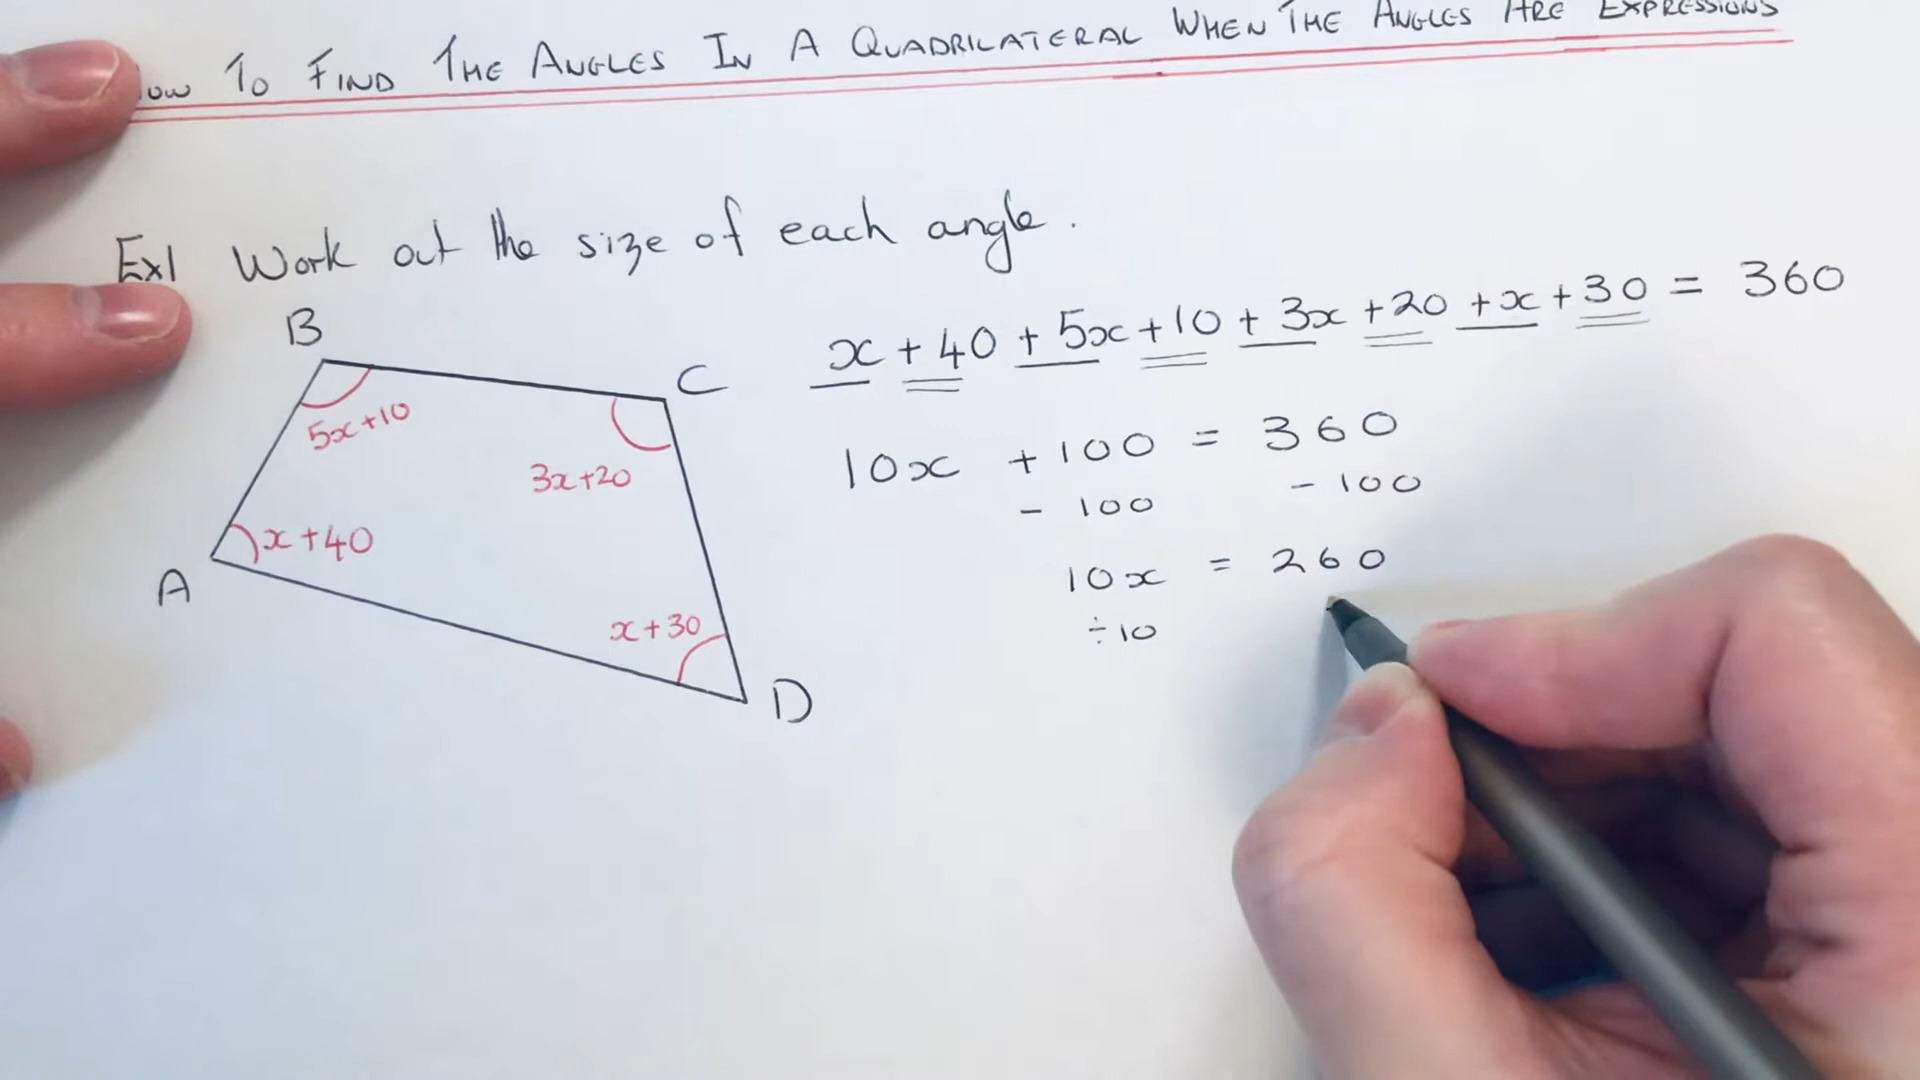 How To Find The Angles In A Quadrilateral When The Angles Are Expressions
Ex1 Work out the size of each angle.
B
C
5x+10
3x+20
x+40
A
x+30
D
x + 40 + 5x + 10 + 3x + 20 + x + 30 = 360
10x + 100 = 360
- 100 - 100
10x = 260
÷10